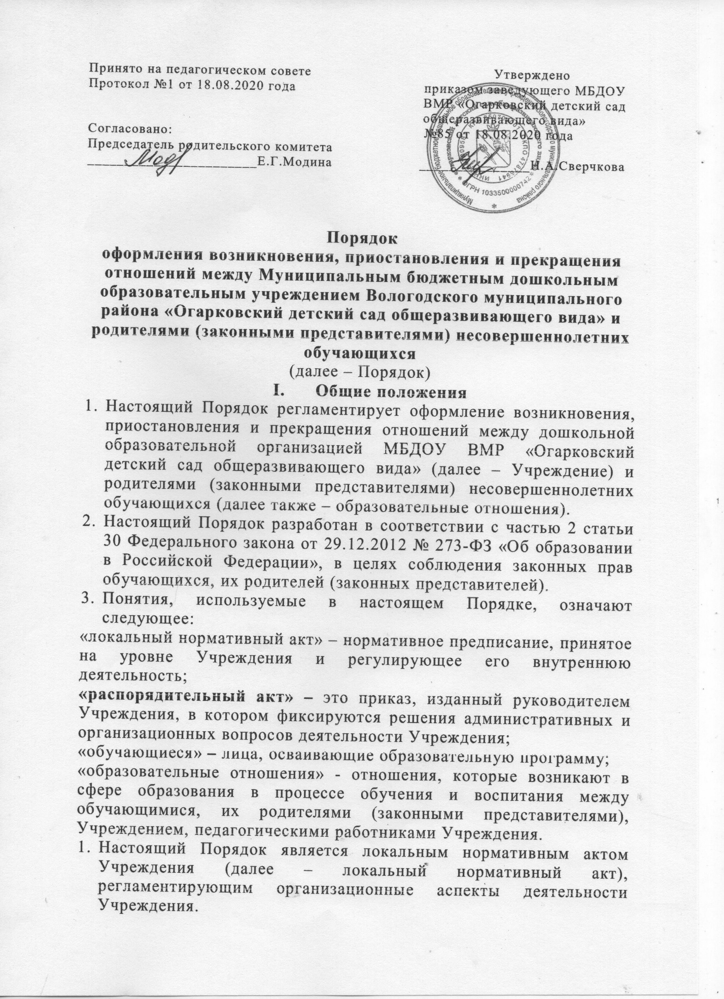 Принято на педагогическом совете
Протокол №1 от 18.08.2020 года
Согласовано:
Председатель родительского комитета
Е.Г.Модина
Утверждено
приказом заведующего МБДОУ
ВМР «Огарковский детский сад
общеразвивающего вида»
№85 от 18.08.2020 года
Н.А.Сверчкова
ОГРН 1033500000742
Порядок
оформления возникновения, приостановления и прекращения
отношений между Муниципальным бюджетным дошкольным
образовательным учреждением Вологодского муниципального
района «Огарковский детский сад общеразвивающего вида» и
родителями (законными представителями) несовершеннолетних
обучающихся
(далее – Порядок)
I. Общие положения
1. Настоящий Порядок регламентирует оформление возникновения,
приостановления и прекращения отношений между дошкольной
образовательной организацией МБДОУ ВМР «Огарковский
детский сад общеразвивающего вида» (далее – Учреждение) и
родителями (законными представителями) несовершеннолетних
обучающихся (далее также – образовательные отношения).
2. Настоящий Порядок разработан в соответствии с частью 2 статьи
30 Федерального закона от 29.12.2012 № 273-ФЗ «Об образовании
в Российской Федерации», в целях соблюдения законных прав
обучающихся, их родителей (законных представителей).
3. Понятия, используемые в настоящем Порядке, означают
следующее:
«локальный нормативный акт» – нормативное предписание, принятое
на уровне Учреждения и регулирующее его внутреннюю
деятельность;
«распорядительный акт» – это приказ, изданный руководителем
Учреждения, в котором фиксируются решения административных и
организационных вопросов деятельности Учреждения;
«обучающиеся» – лица, осваивающие образовательную программу;
«образовательные отношения» - отношения, которые возникают в
сфере образования в процессе обучения и воспитания между
обучающимися, их родителями (законными представителями),
Учреждением, педагогическими работниками Учреждения.
1. Настоящий Порядок является локальным нормативным актом
Учреждения (далее – локальный нормативный акт),
регламентирующим организационные аспекты деятельности
Учреждения.